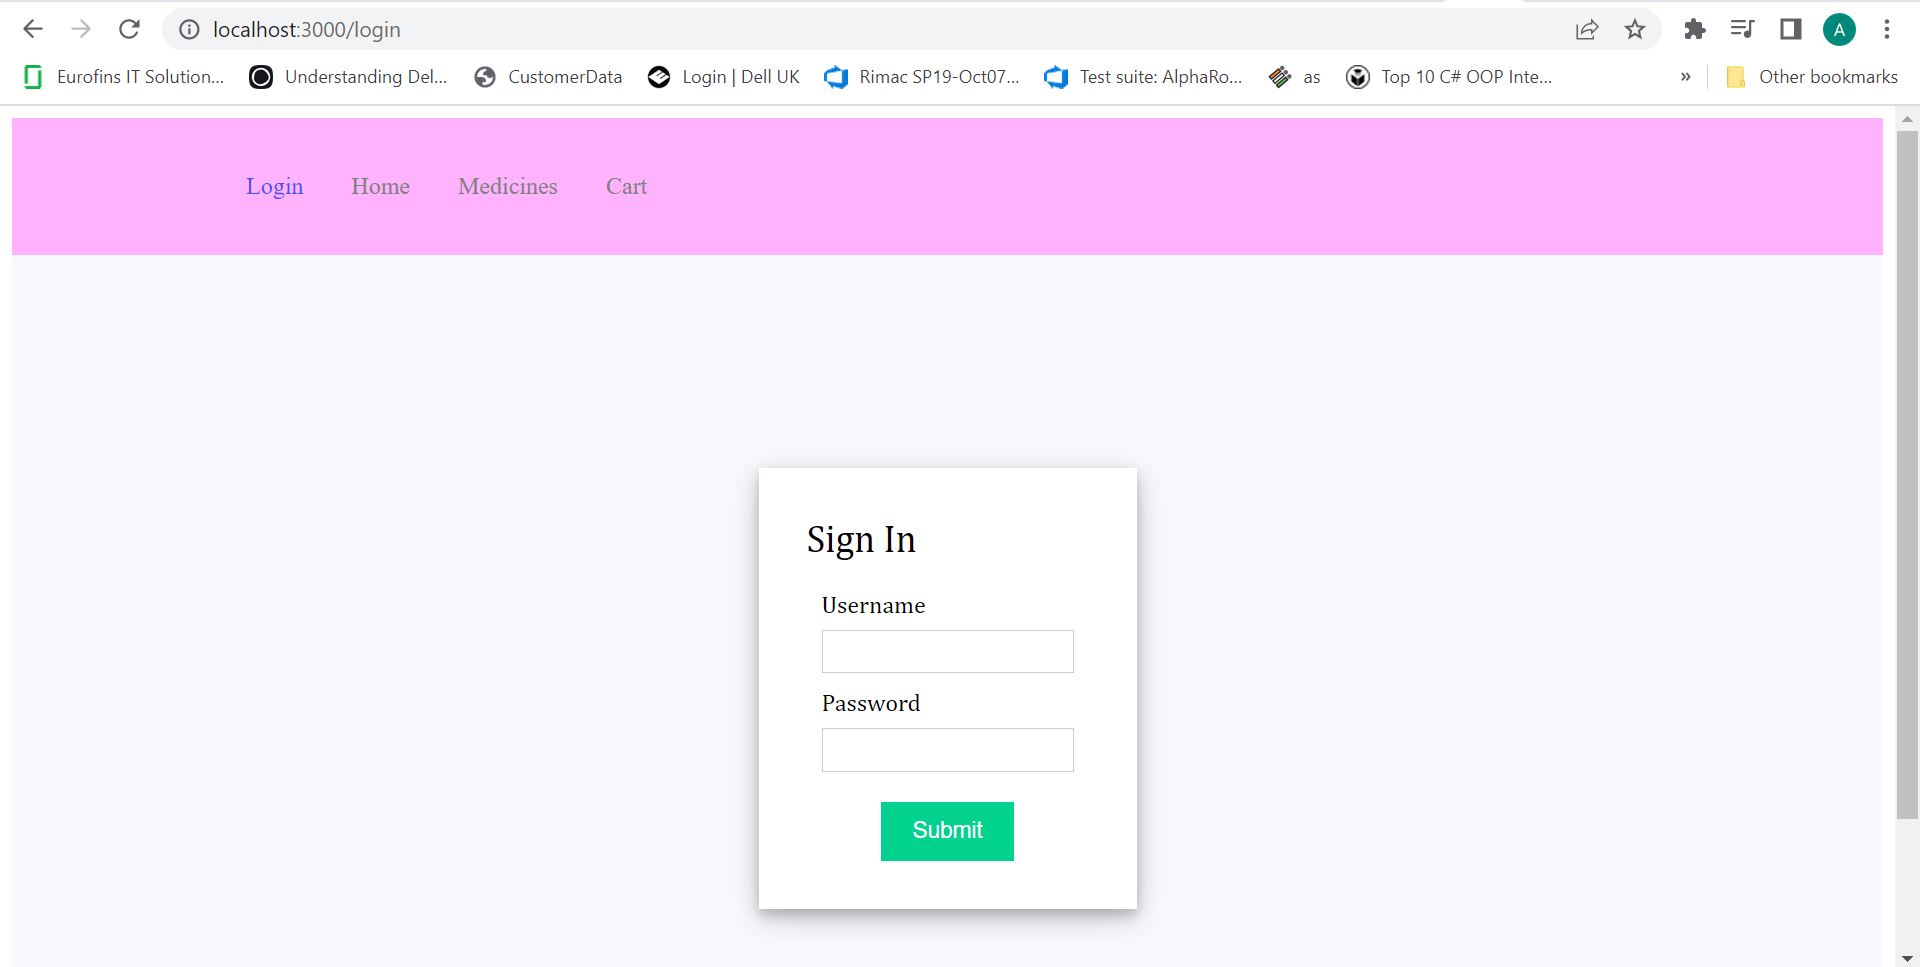 localhost:3000/login
A
Eurofins IT Solution... Understanding Del... CustomerData Login | Dell UK Rimac SP19-Oct07... Test suite: AlphaRo... as Top 10 C# OOP Inte... » Other bookmarks
Login Home Medicines Cart
Sign In
Username
Password
Submit